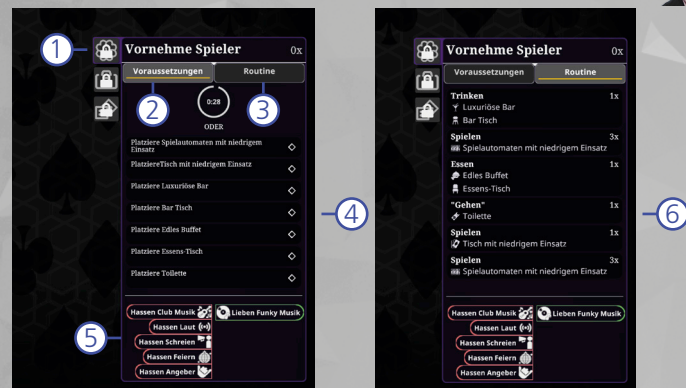 1
Vornehme Spieler 0x
Voraussetzungen Routine
2
3
0:28
ODER
Platziere Spielautomaten mit niedrigem
Einsatz
PlatziereTisch mit niedrigem Einsatz
Platziere Luxuriöse Bar
Platziere Bar Tisch
Platziere Edles Buffet
Platziere Essens-Tisch
Platziere Toilette
4
Hassen Club Musik Lieben Funky Musik
Hassen Laut
5
Hassen Schreien
Hassen Feiern
Hassen Angeber
Vornehme Spieler 0x
Voraussetzungen Routine
Trinken 1x
Luxuriöse Bar
Bar Tisch
Spielen 3x
Spielautomaten mit niedrigem Einsatz
Essen 1x
Edles Buffet
Essens-Tisch
"Gehen" 1x
Toilette
6
Spielen 1x
Tisch mit niedrigem Einsatz
Spielen 3x
Spielautomaten mit niedrigem Einsatz
Hassen Club Musik Lieben Funky Musik
Hassen Laut
Hassen Schreien
Hassen Feiern
Hassen Angeber